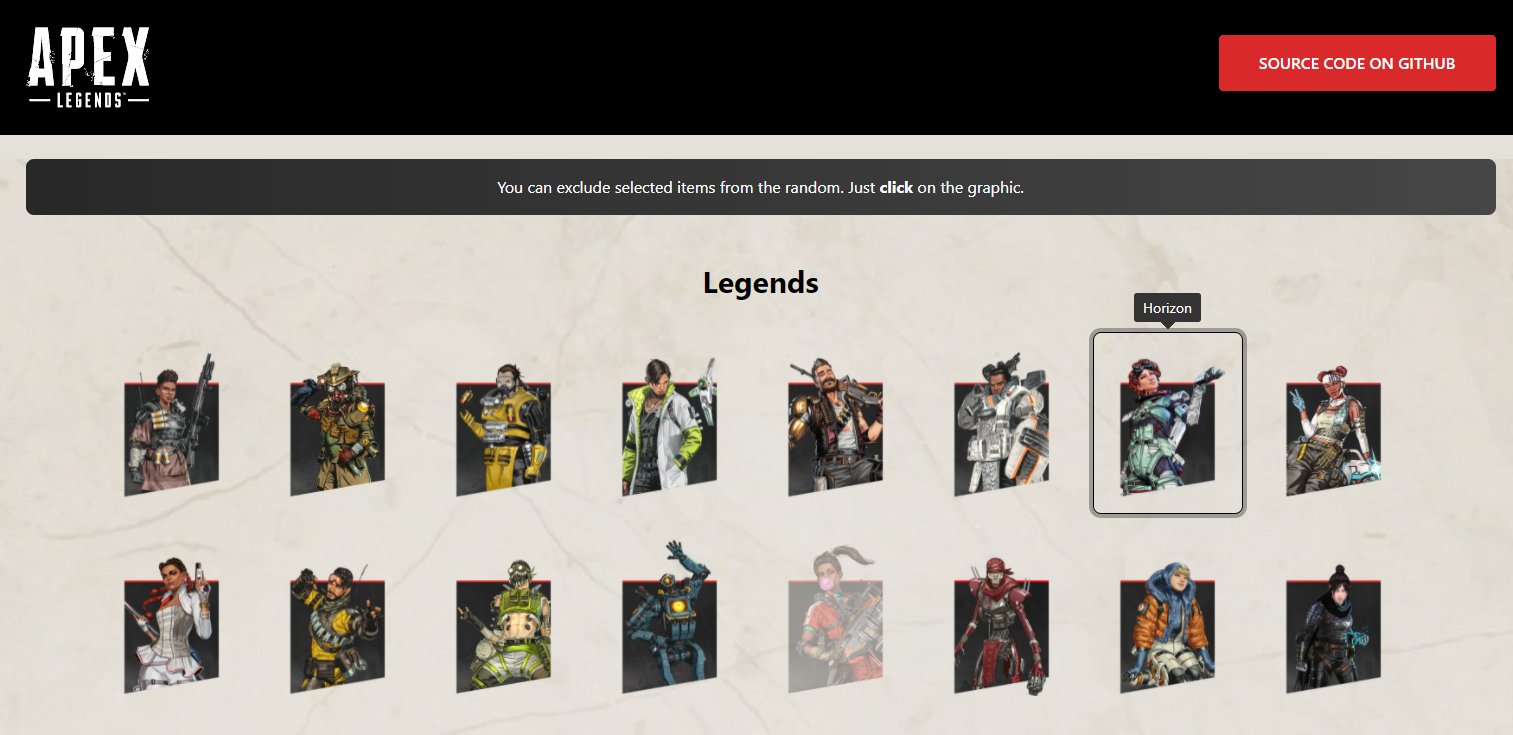 APEX
LEGENDS™
SOURCE CODE ON GITHUB
You can exclude selected items from the random. Just click on the graphic.
Legends
Horizon